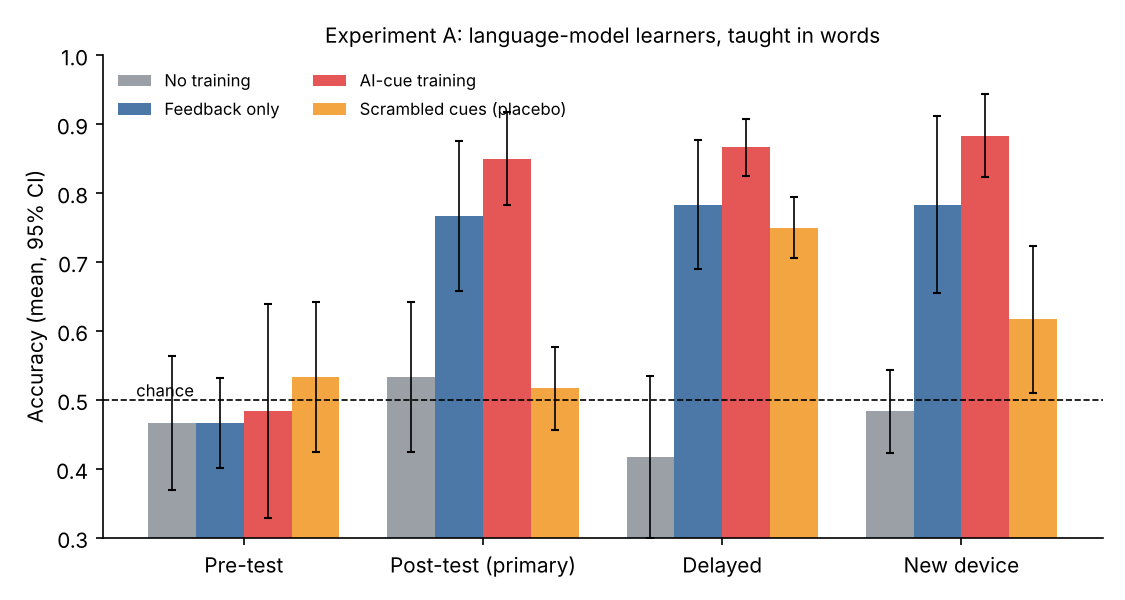 Experiment A: language-model learners, taught in words
No training
Feedback only
AI-cue training
Scrambled cues (placebo)
Accuracy (mean, 95% CI)
1.0
0.9
0.8
0.7
0.6
0.5
0.4
0.3
chance
Pre-test
Post-test (primary)
Delayed
New device